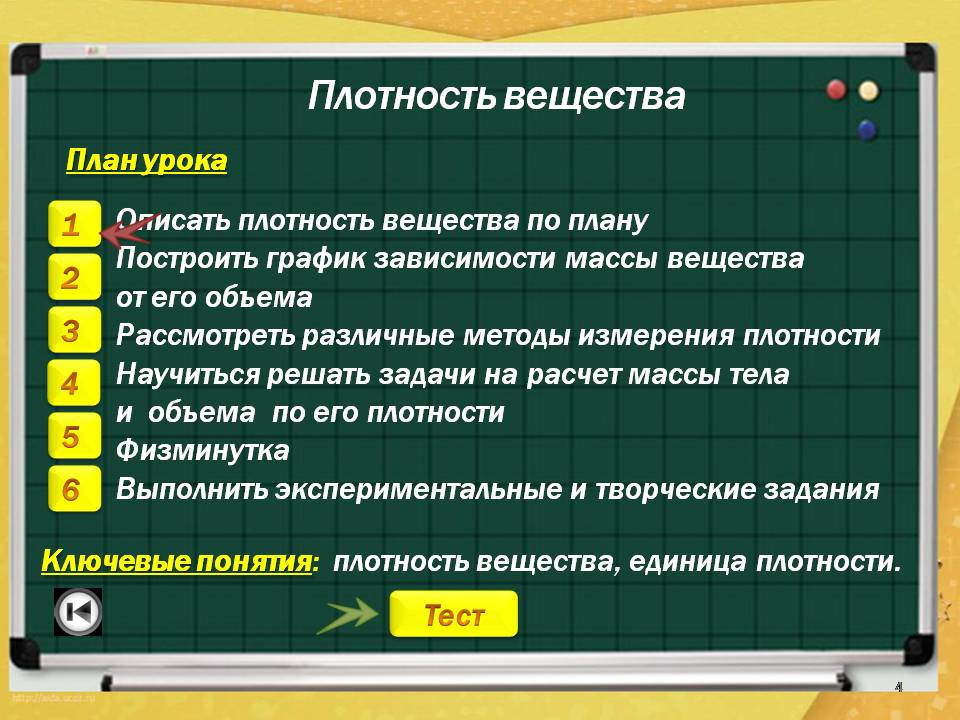 Плотность вещества
План урока
1 Описать плотность вещества по плану
2 Построить график зависимости массы вещества
от его объема
3 Рассмотреть различные методы измерения плотности
4 Научиться решать задачи на расчет массы тела
и объема по его плотности
5 Физминутка
6 Выполнить экспериментальные и творческие задания
Ключевые понятия: плотность вещества, единица плотности.
Тест
4